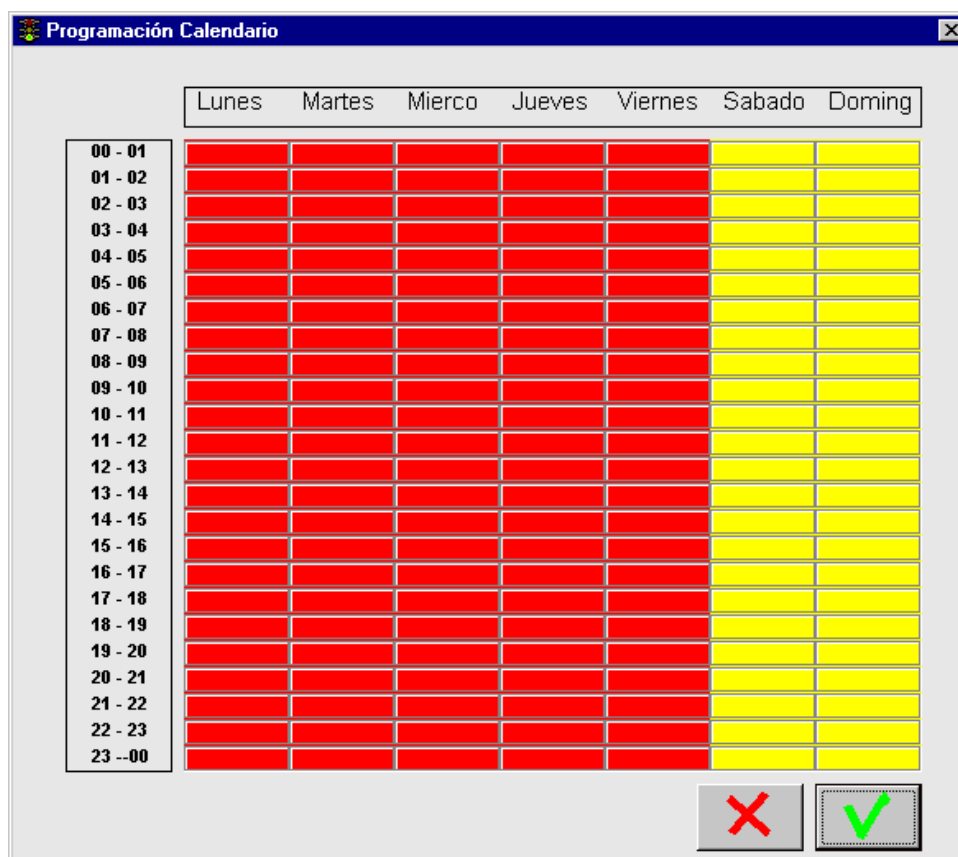 Programación Calendario
Lunes Martes Mierco Jueves Viernes Sabado Doming
00 - 01
01 - 02
02 - 03
03 - 04
04 - 05
05 - 06
06 - 07
07 - 08
08 - 09
09 - 10
10 - 11
11 - 12
12 - 13
13 - 14
14 - 15
15 - 16
16 - 17
17 - 18
18 - 19
19 - 20
20 - 21
21 - 22
22 - 23
23 --00